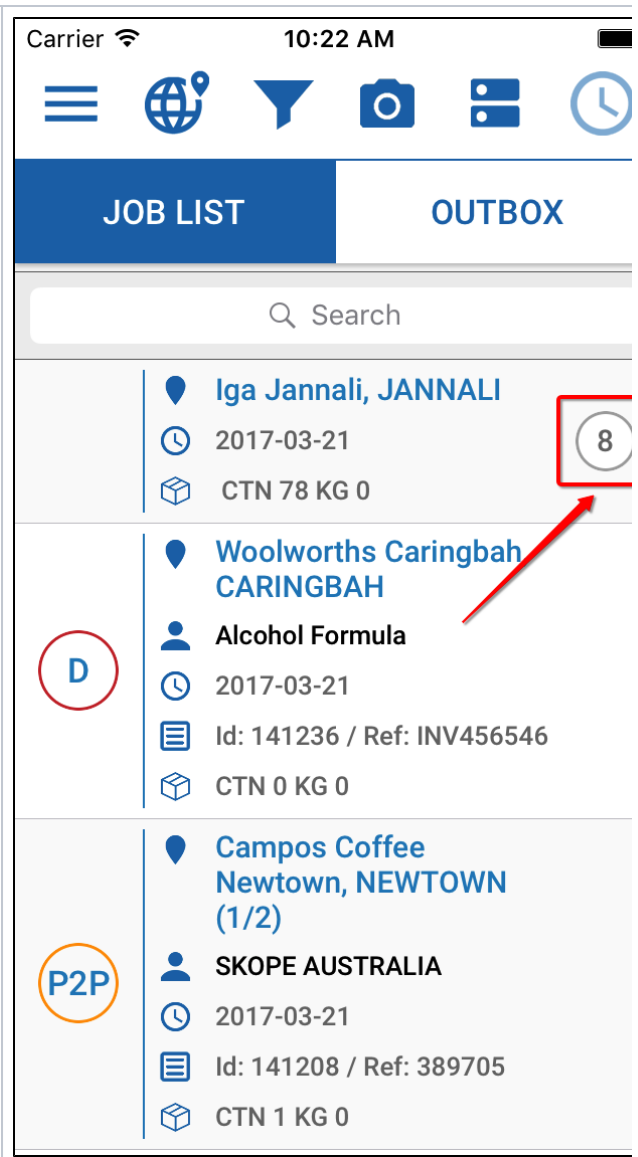 Carrier 10:22 AM
JOB LIST OUTBOX
Search
Iga Jannali, JANNALI
2017-03-21
8
CTN 78 KG 0
Woolworths Caringbah
CARINGBAH
Alcohol Formula
D
2017-03-21
Id: 141236 / Ref: INV456546
CTN 0 KG 0
Campos Coffee
Newtown, NEWTOWN
(1/2)
SKOPE AUSTRALIA
P2P
2017-03-21
Id: 141208 / Ref: 389705
CTN 1 KG 0